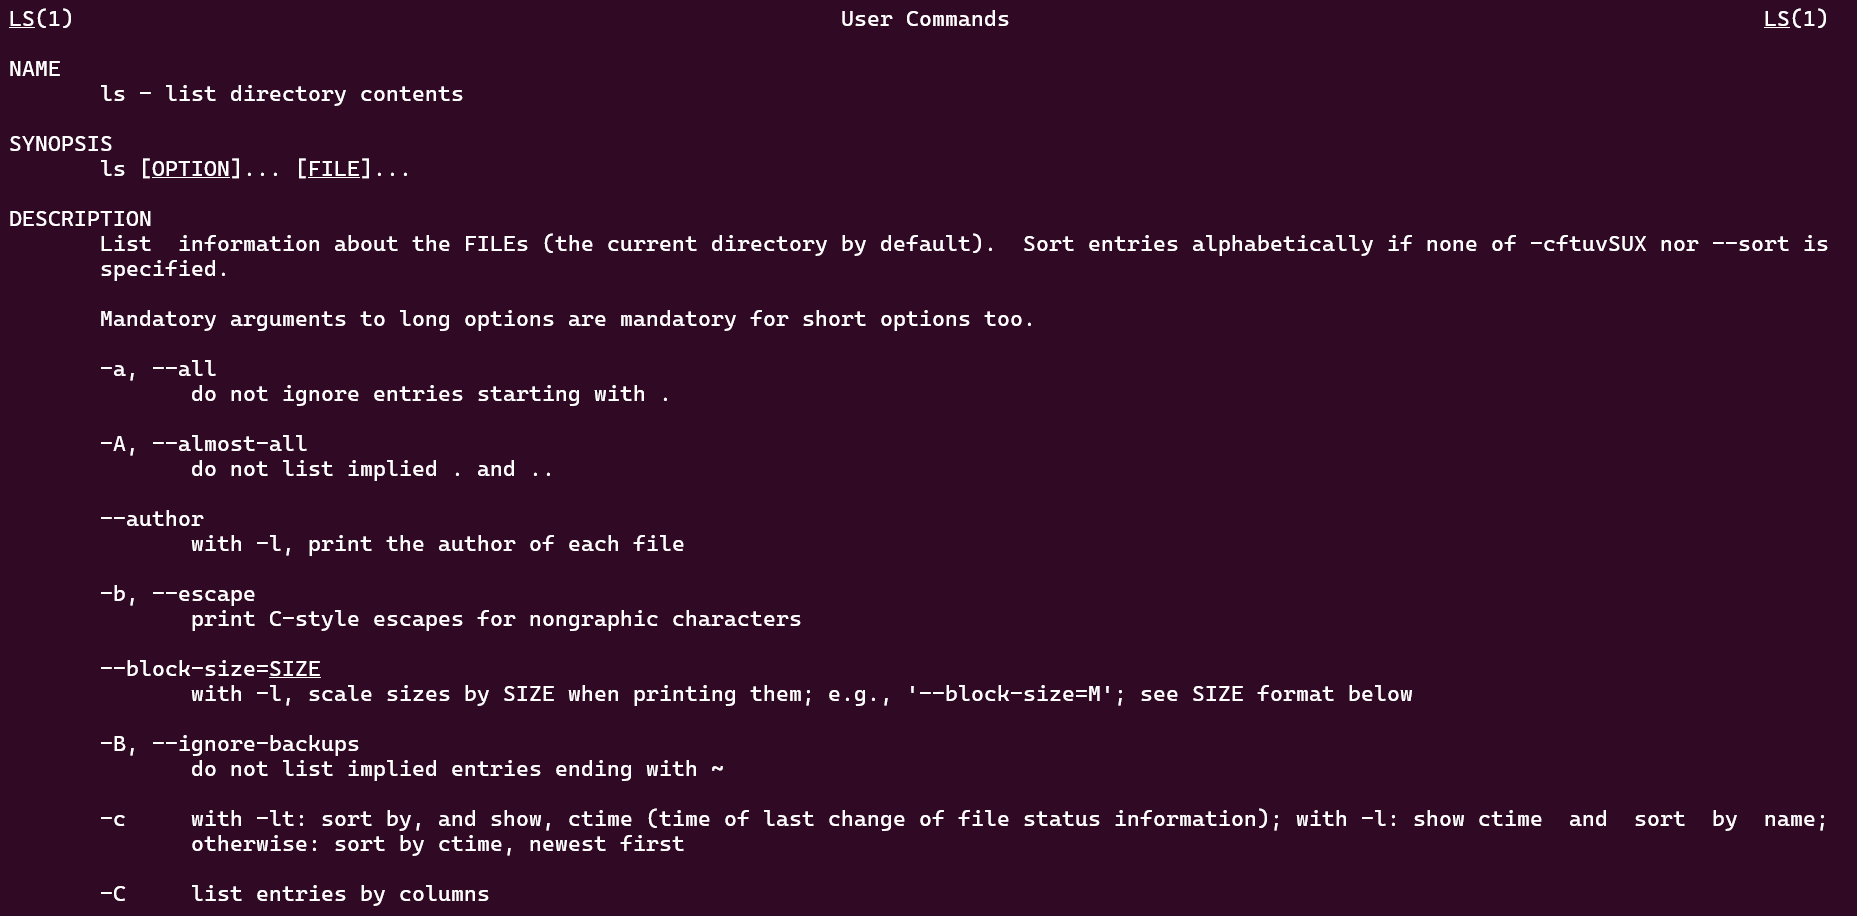 LS(1)                                                           User Commands                                                          LS(1)
NAME
       ls - list directory contents
SYNOPSIS
       ls [OPTION]... [FILE]...
DESCRIPTION
       List  information about the FILEs (the current directory by default).  Sort entries alphabetically if none of -cftuvSUX nor --sort is
       specified.
       Mandatory arguments to long options are mandatory for short options too.
       -a, --all
              do not ignore entries starting with .
       -A, --almost-all
              do not list implied . and ..
       --author
              with -l, print the author of each file
       -b, --escape
              print C-style escapes for nongraphic characters
       --block-size=SIZE
              with -l, scale sizes by SIZE when printing them; e.g., '--block-size=M'; see SIZE format below
       -B, --ignore-backups
              do not list implied entries ending with ~
       -c     with -lt: sort by, and show, ctime (time of last change of file status information); with -l: show ctime  and  sort  by  name;
              otherwise: sort by ctime, newest first
       -C     list entries by columns